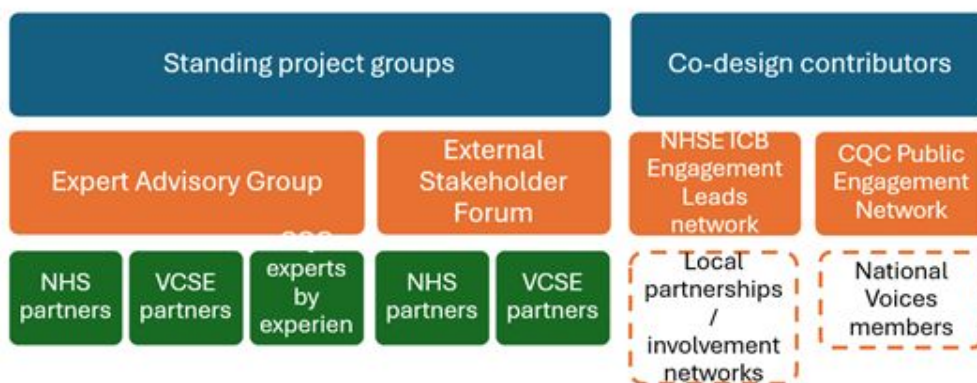 Standing project groups
Co-design contributors
Expert Advisory Group
External
Stakeholder
Forum
NHSE ICB
Engagement
Leads
network
CQC Public
Engagement
Network
NHS
partners
VCSE
partners
experts
by
experien
NHS
partners
VCSE
partners
Local
partnerships
/
involvement
networks
National
Voices
members